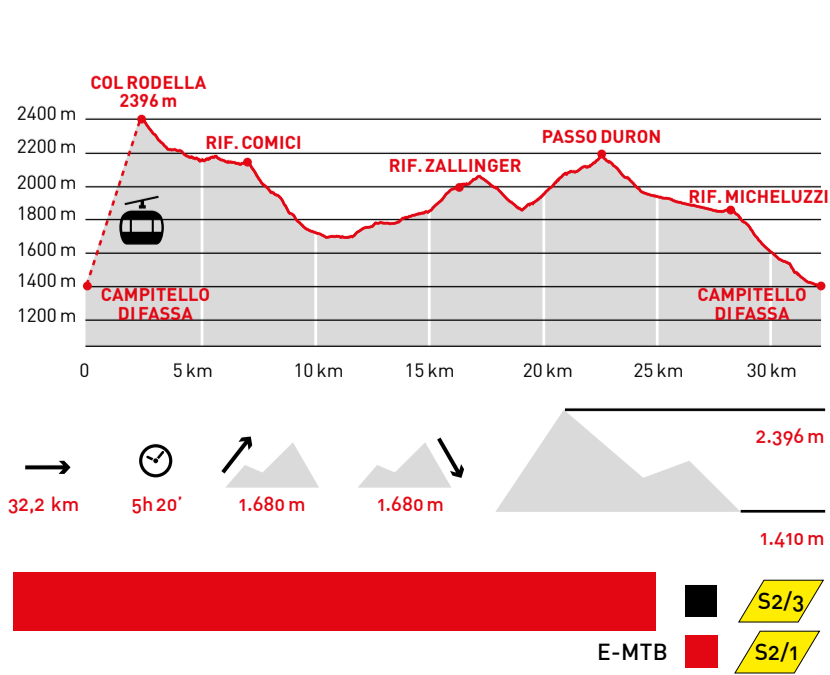 COL RODELLA
2396 m
2400 m
RIF. COMICI
PASSO DURON
2200 m
RIF. ZALLINGER
2000 m
RIF. MICHELUZZI
1800 m
1600 m
1400 m
CAMPITELLO
DI FASSA
CAMPITELLO
DI FASSA
1200 m
0 5 km 10 km 15 km 20 km 25 km 30 km
2.396 m
32,2 km 5h 20’ 1.680 m 1.680 m
1.410 m
S2/3
E-MTB S2/1